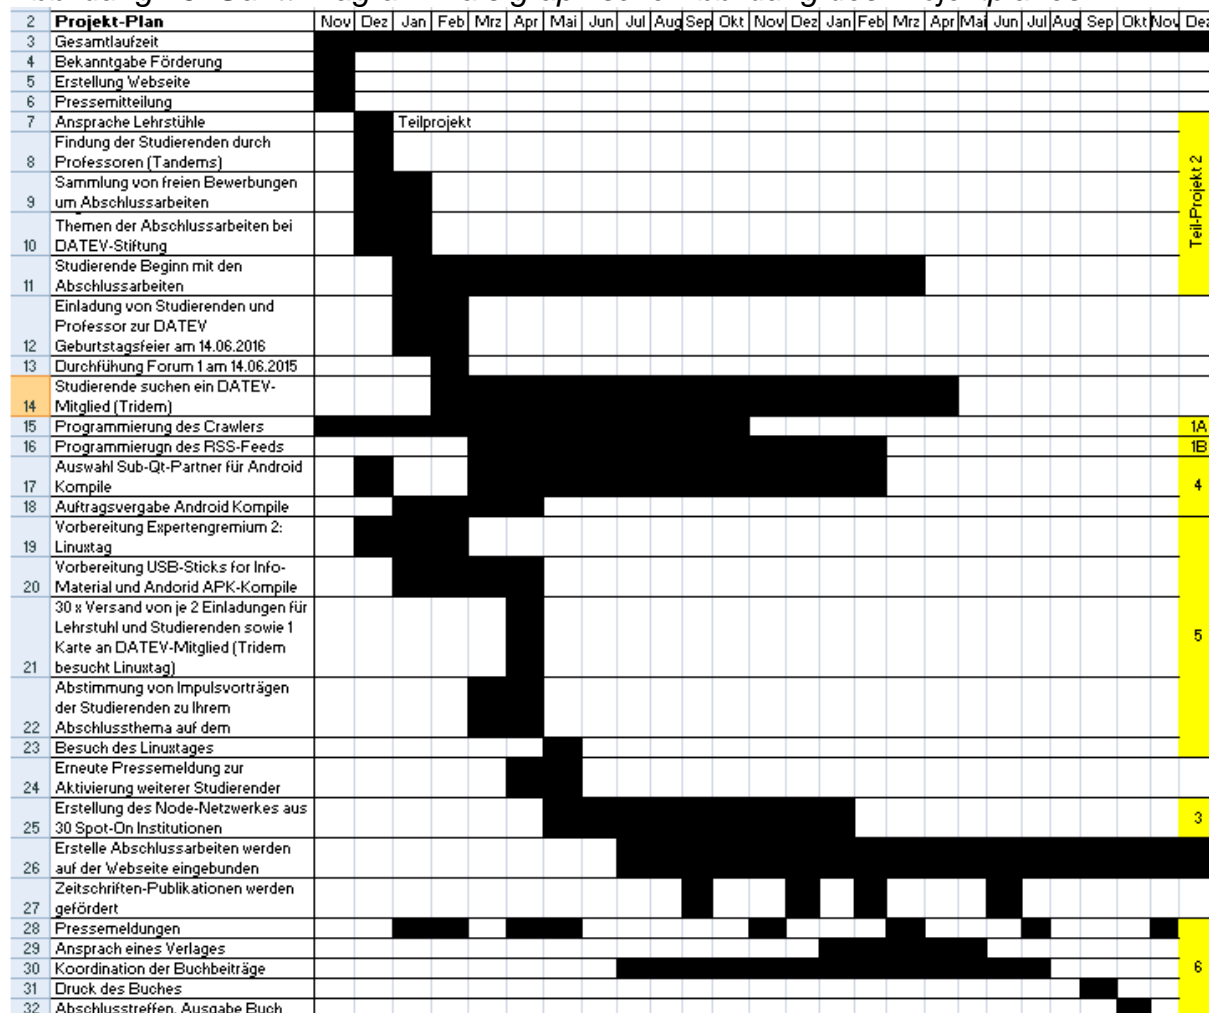 Abbildung 20: Gantt-Diagramm als graphische Abbildung des Projektplanes
2 Projekt-Plan Nov Dez Jan Feb Mrz Apr Mai Jun Jul Aug Sep Okt Nov Dez Jan Feb Mrz Apr Mai Jun Jul Aug Sep Okt Nov Dez
3 Gesamtlaufzeit
4 Bekanntgabe Förderung
5 Erstellung Webseite
6 Pressemitteilung
7 Ansprache Lehrstühle Teilprojekt
Findung der Studierenden durch
8 Professoren (Tandems)
Teil-Projekt 2
Sammlung von freien Bewerbungen
9 um Abschlussarbeiten
Themen der Abschlussarbeiten bei
10 DATEV-Stiftung
Studierende Beginn mit den
11 Abschlussarbeiten
Einladung von Studierenden und
Professor zur DATEV
12 Geburtstagsfeier am 14.06.2016
13 Durchfühung Forum 1 am 14.06.2015
Studierende suchen ein DATEV-
14 Mitglied (Tridem)
15 Programmierung des Crawlers 1A
16 Programmierugn des RSS-Feeds 1B
Auswahl Sub-Qt-Partner für Android
17 Kompile 4
18 Auftragsvergabe Android Kompile
Vorbereitung Expertengremium 2:
19 Linuxtag
Vorbereitung USB-Sticks for Info-
20 Material und Andorid APK-Kompile
30 x Versand von je 2 Einladungen für
Lehrstuhl und Studierenden sowie 1
Karte an DATEV-Mitglied (Tridem 5
21 besucht Linuxtag)
Abstimmung von Impulsvorträgen
der Studierenden zu Ihrem
22 Abschlussthema auf dem
23 Besuch des Linuxtages
Erneute Pressemeldung zur
24 Aktivierung weiterer Studierender
Erstellung des Node-Netzwerkes aus
25 30 Spot-On Institutionen 3
Erstelle Abschlussarbeiten werden
26 auf der Webseite eingebunden
Zeitschriften-Publikationen werden
27 gefördert
28 Pressemeldungen
29 Ansprach eines Verlages
30 Koordination der Buchbeiträge 6
31 Druck des Buches
32 Abschlusstreffen, Ausgabe Buch